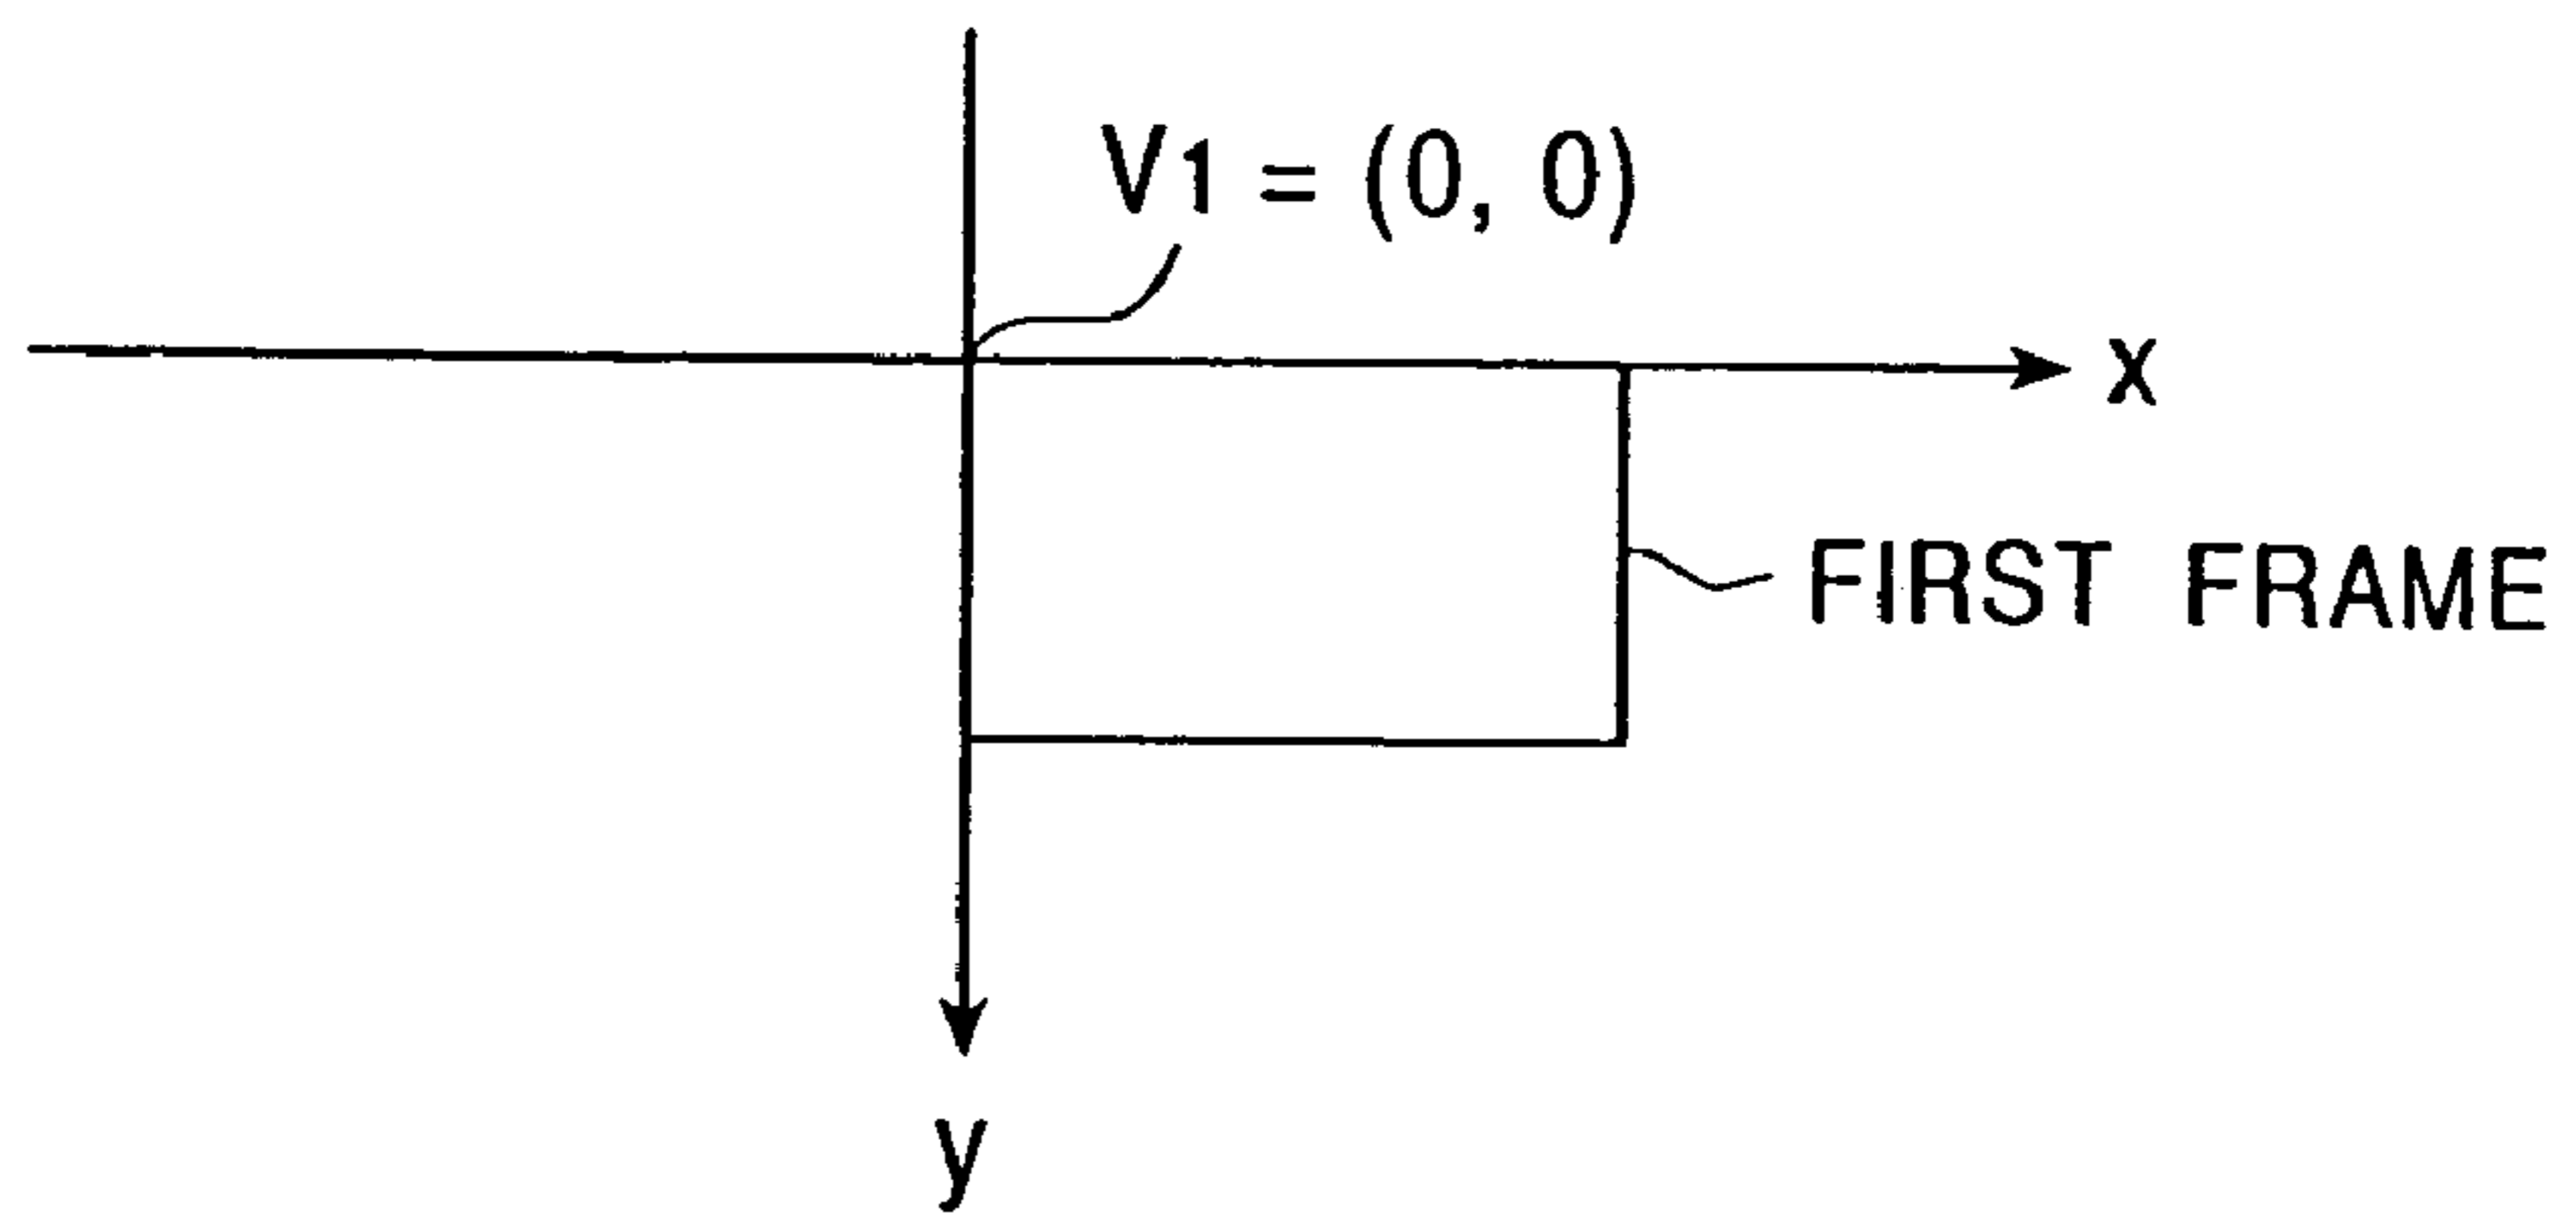 V1 = (0, 0)
x
FIRST FRAME
y